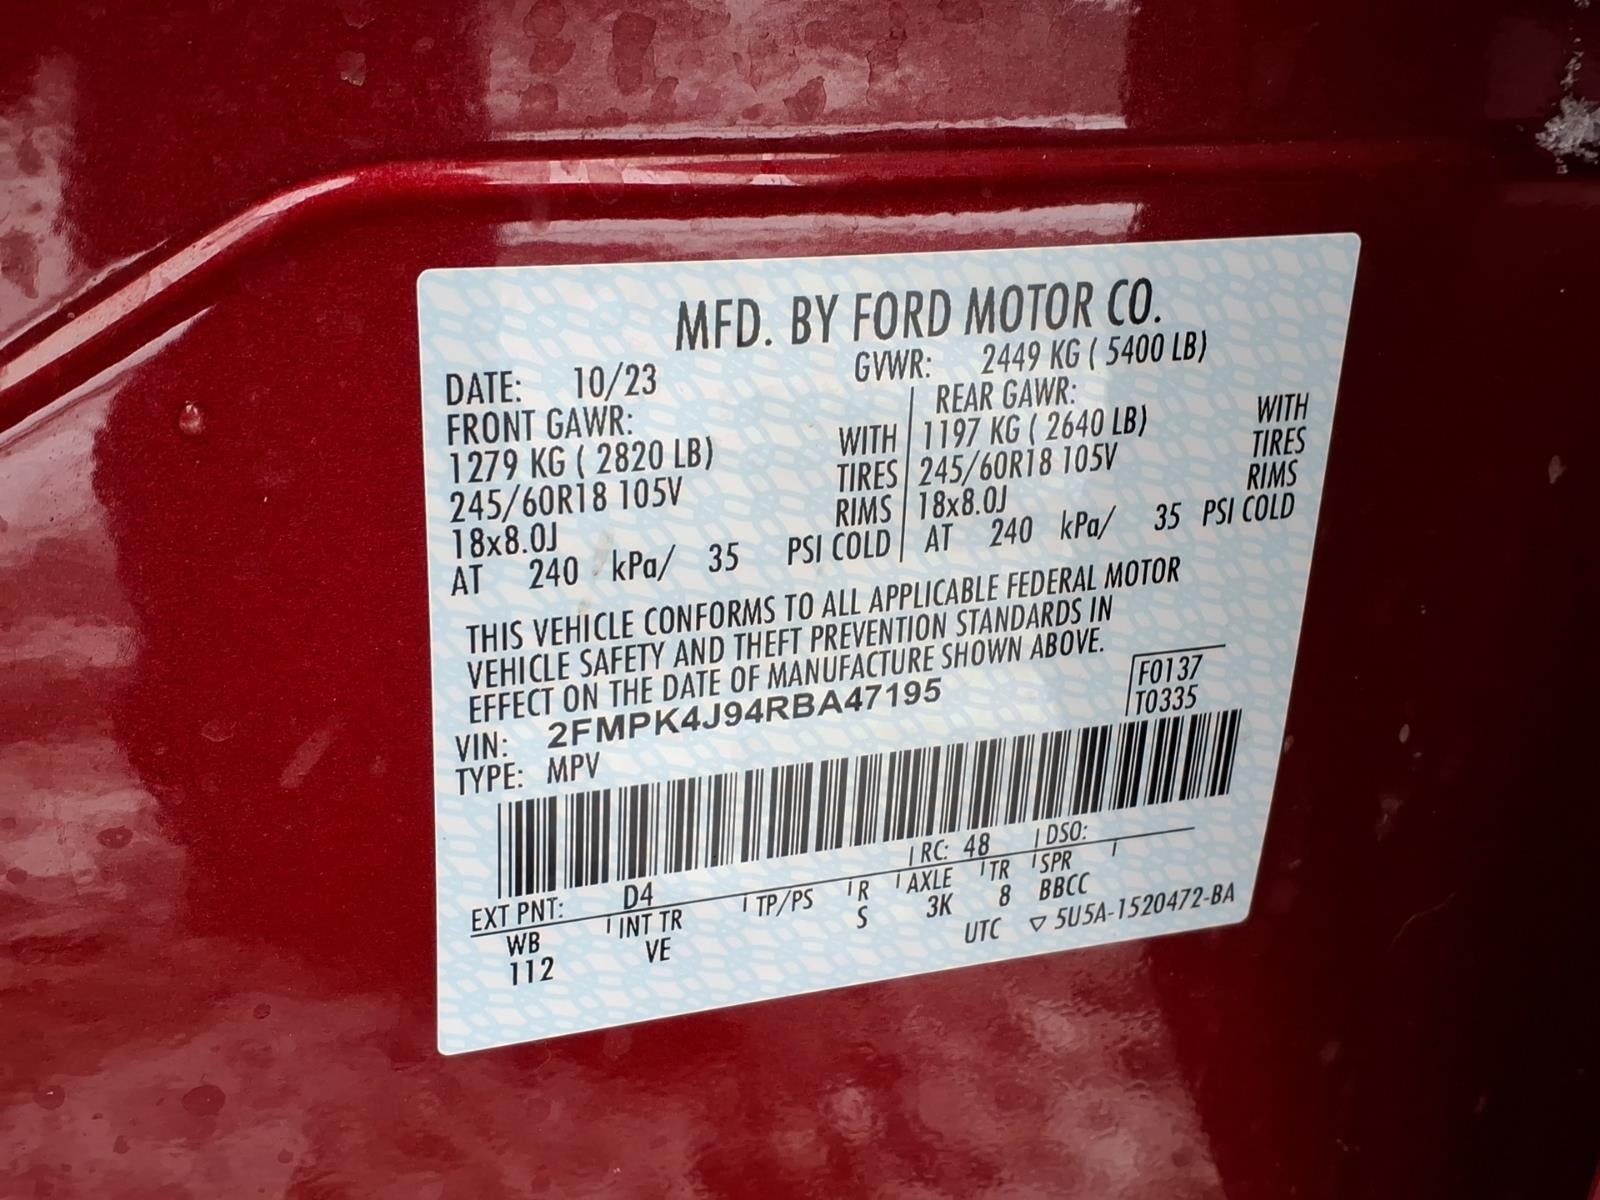 MFD. BY FORD MOTOR CO.
DATE: 10/23 GVWR: 2449 KG ( 5400 LB)
FRONT GAWR: REAR GAWR:
1279 KG ( 2820 LB) WITH 1197 KG ( 2640 LB) WITH
245/60R18 105V TIRES 245/60R18 105V TIRES
18x8.0J RIMS 18x8.0J RIMS
AT 240 kPa/ 35 PSI COLD AT 240 kPa/ 35 PSI COLD
THIS VEHICLE CONFORMS TO ALL APPLICABLE FEDERAL MOTOR
VEHICLE SAFETY AND THEFT PREVENTION STANDARDS IN
EFFECT ON THE DATE OF MANUFACTURE SHOWN ABOVE.
VIN: 2FMPK4J94RBA47195 F0137
TYPE: MPV T0335
EXT PNT: D4 RC: 48 DSO:
WB INT TR TP/PS R AXLE TR SPR
112 VE S 3K 8 BBCC
UTC ▽ 5U5A-1520472-BA